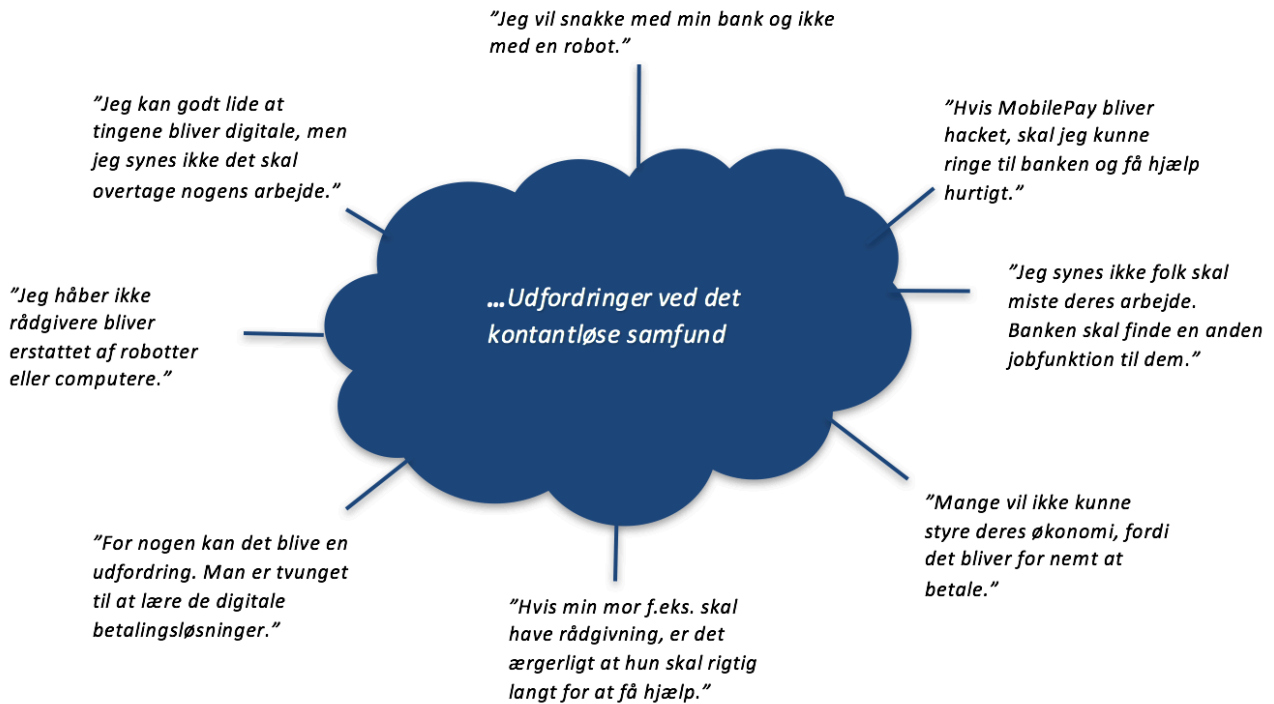 ”Jeg vil snakke med min bank og ikke
med en robot.”
”Jeg kan godt lide at
tingene bliver digitale, men
jeg synes ikke det skal
overtage nogens arbejde.”
”Hvis MobilePay bliver
hacket, skal jeg kunne
ringe til banken og få hjælp
hurtigt.”
”Jeg håber ikke
rådgivere bliver
erstattet af robotter
eller computere.”
…Udfordringer ved det
kontantløse samfund
”Jeg synes ikke folk skal
miste deres arbejde.
Banken skal finde en anden
jobfunktion til dem.”
”For nogen kan det blive en
udfordring. Man er tvunget
til at lære de digitale
betalingsløsninger.”
”Hvis min mor f.eks. skal
have rådgivning, er det
ærgerligt at hun skal rigtig
langt for at få hjælp.”
”Mange vil ikke kunne
styre deres økonomi, fordi
det bliver for nemt at
betale.”